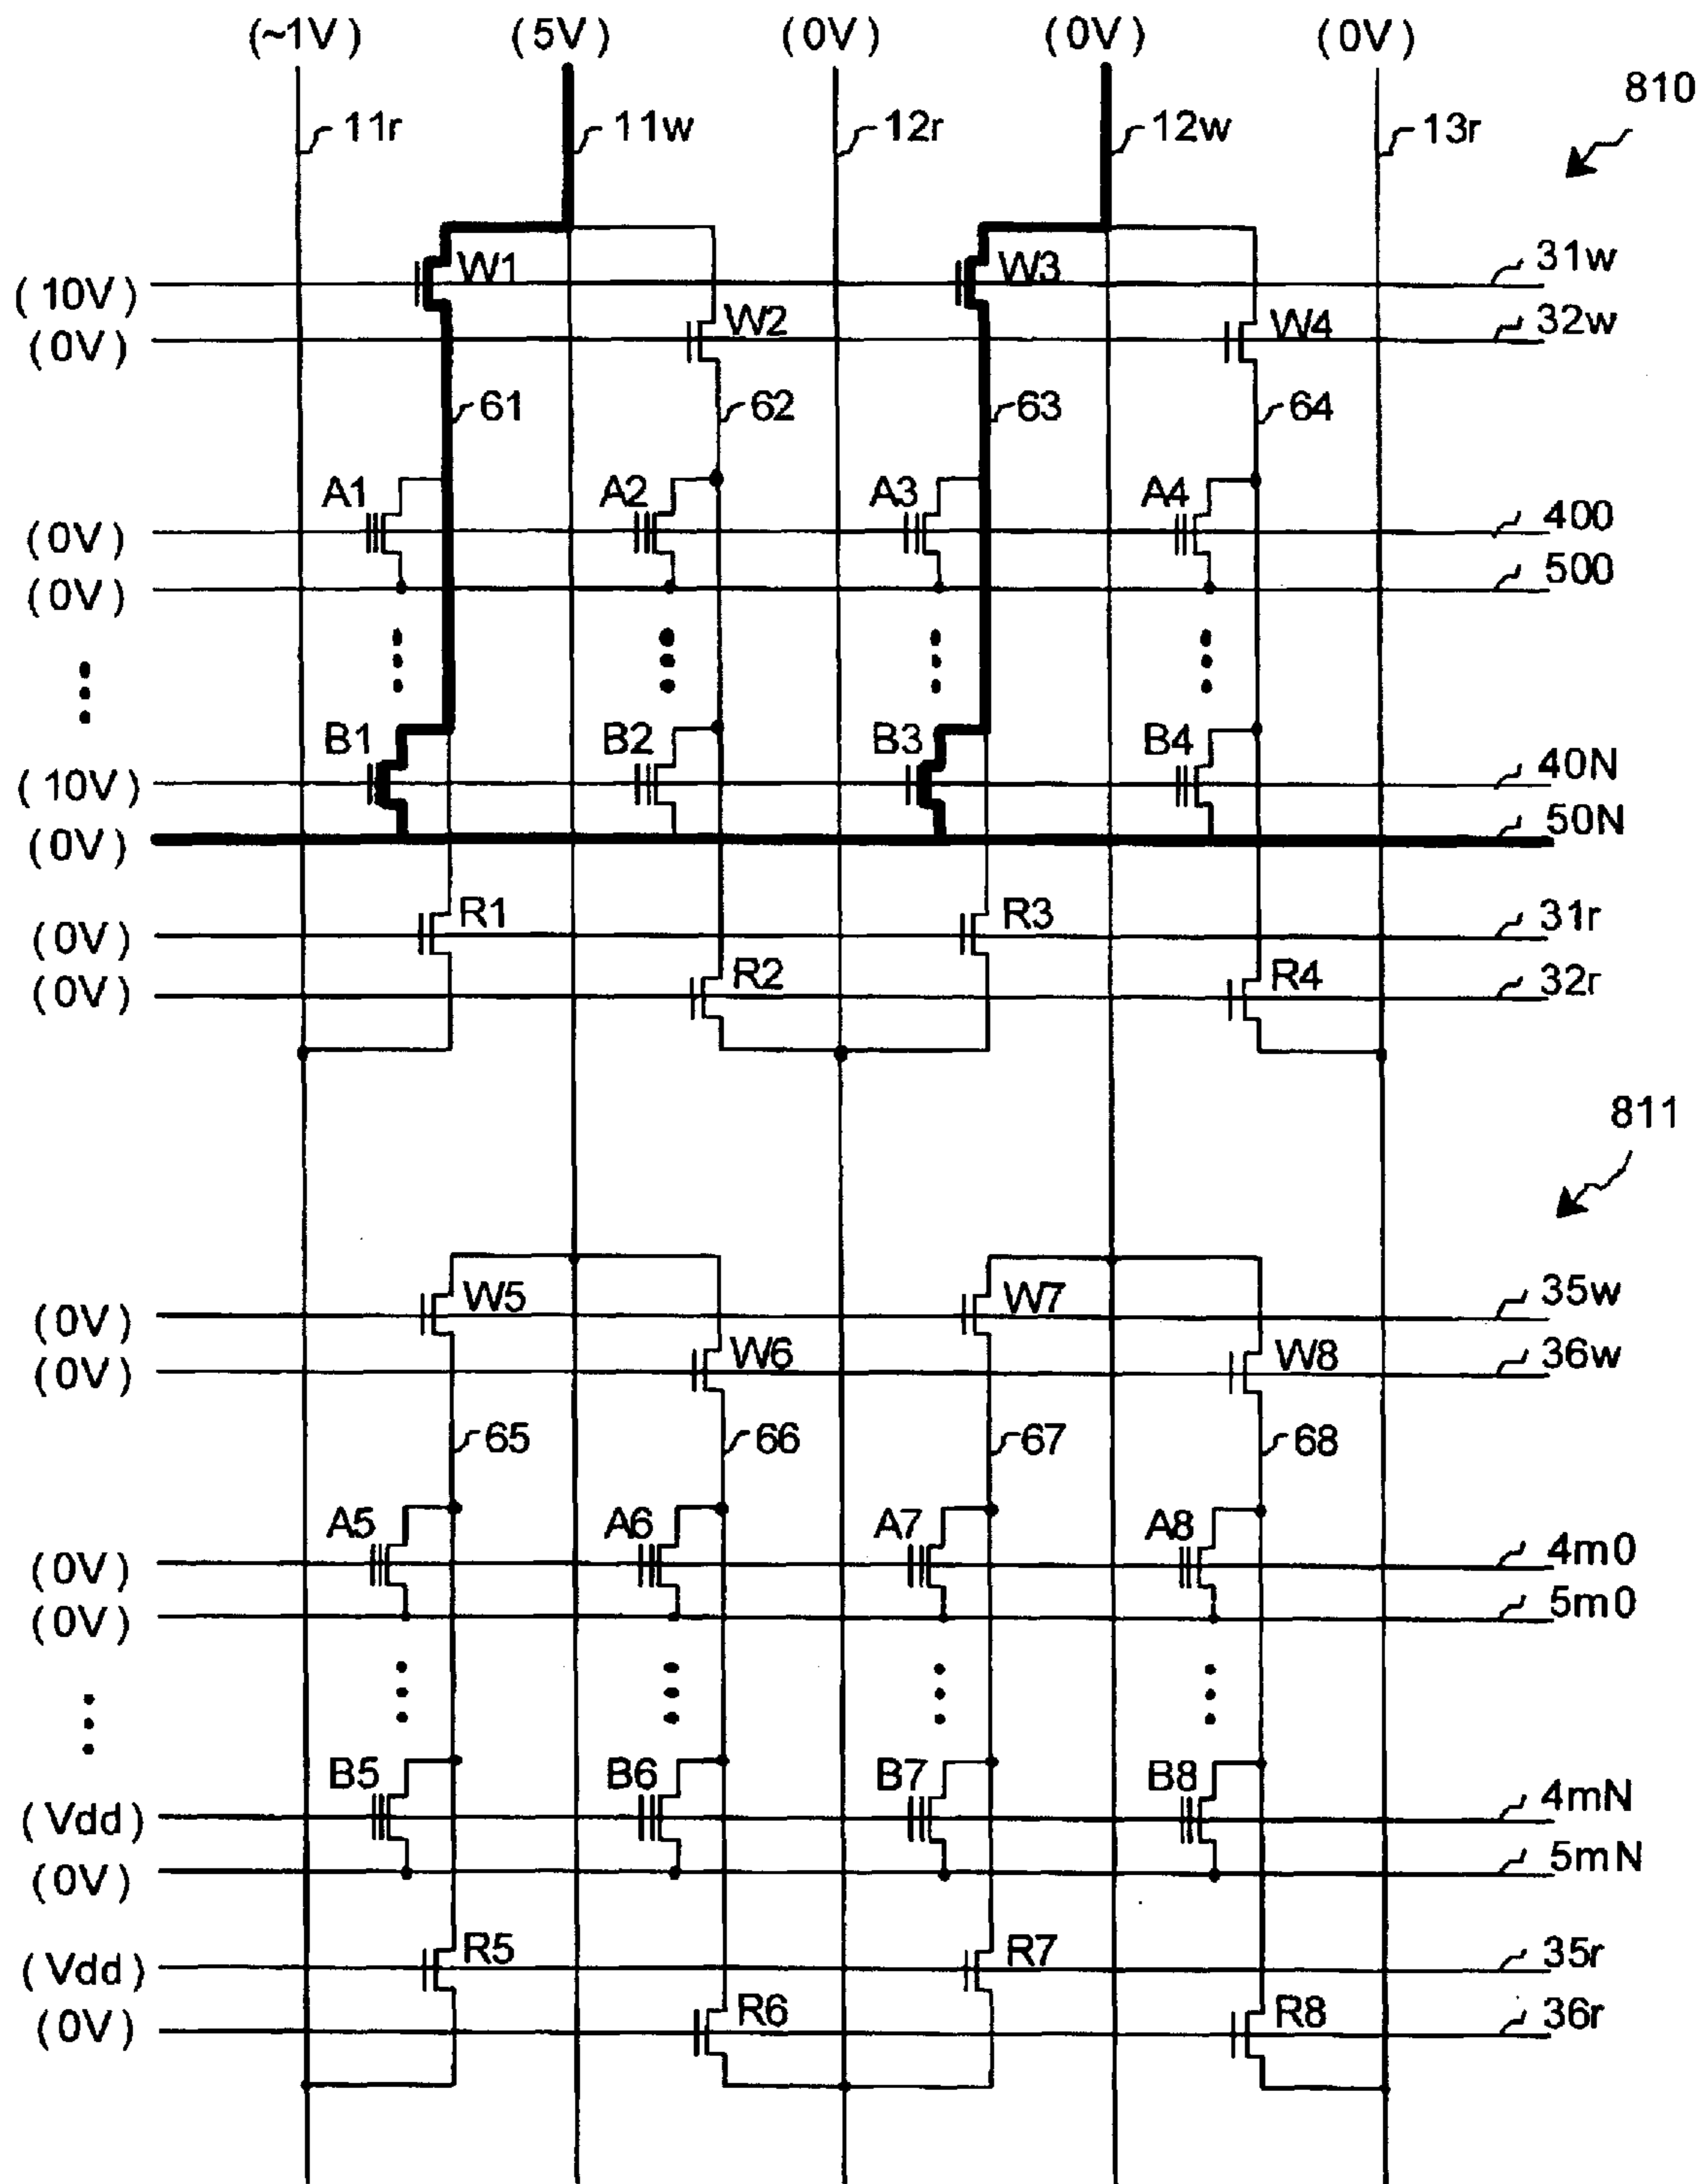 (~1V) (5V) (0V) (0V) (0V)
810
11r 11w 12r 12w 13r
(10V) W1 W3 31w
(0V) W2 W4 32w
61 62 63 64
A1 A2 A3 A4
(0V) 400
(0V) 500
B1 B2 B3 B4
(10V) 40N
(0V) 50N
(0V) R1 R3 31r
(0V) R2 R4 32r
811
(0V) W5 W7 35w
(0V) W6 W8 36w
65 66 67 68
A5 A6 A7 A8
(0V) 4m0
(0V) 5m0
B5 B6 B7 B8
(Vdd) 4mN
(0V) 5mN
(Vdd) R5 R7 35r
(0V) R6 R8 36r